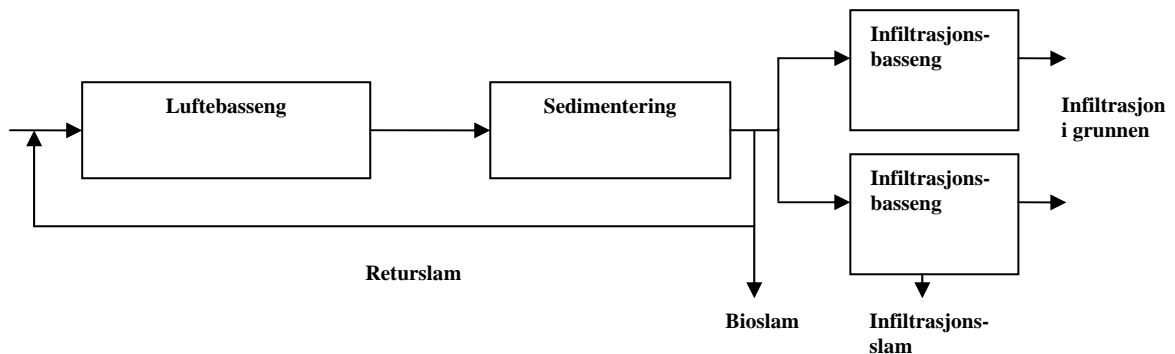 Luftebasseng
Sedimentering
Infiltrasjons-
basseng
Infiltrasjon
i grunnen
Infiltrasjons-
basseng
Returslam
Bioslam
Infiltrasjons-
slam